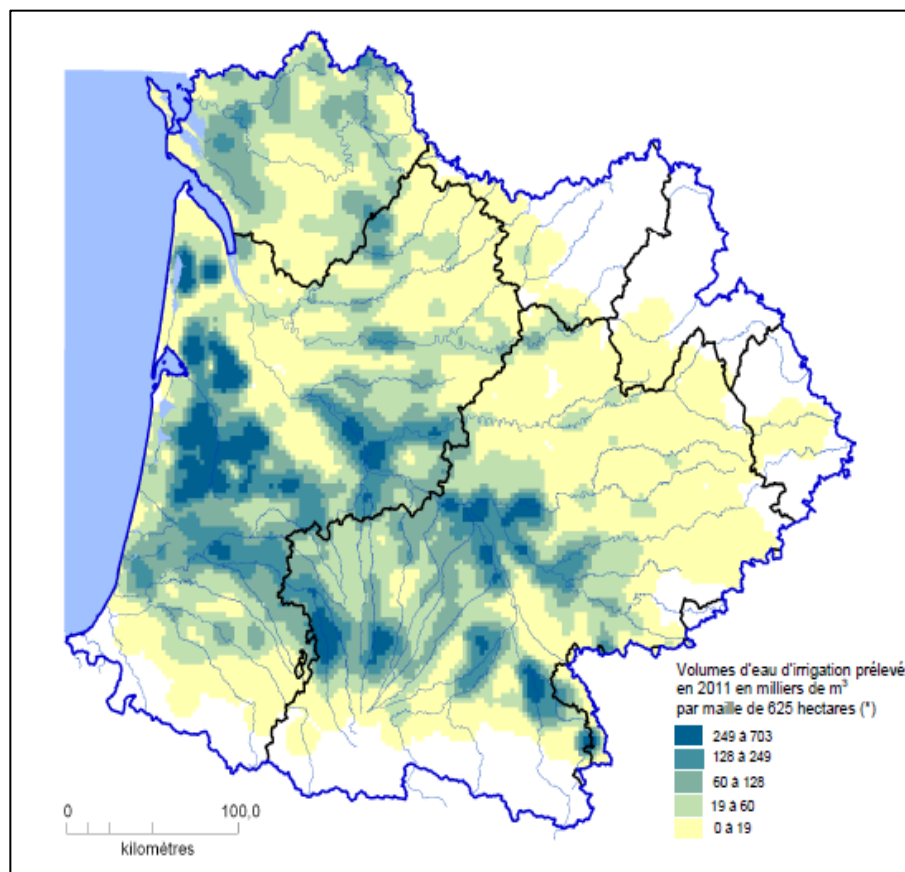 Volumes d'eau d'irrigation prélevé
en 2011 en milliers de m³
par maille de 625 hectares (*)
249 à 703
128 à 249
60 à 128
19 à 60
0 à 19
0 100,0
kilomètres